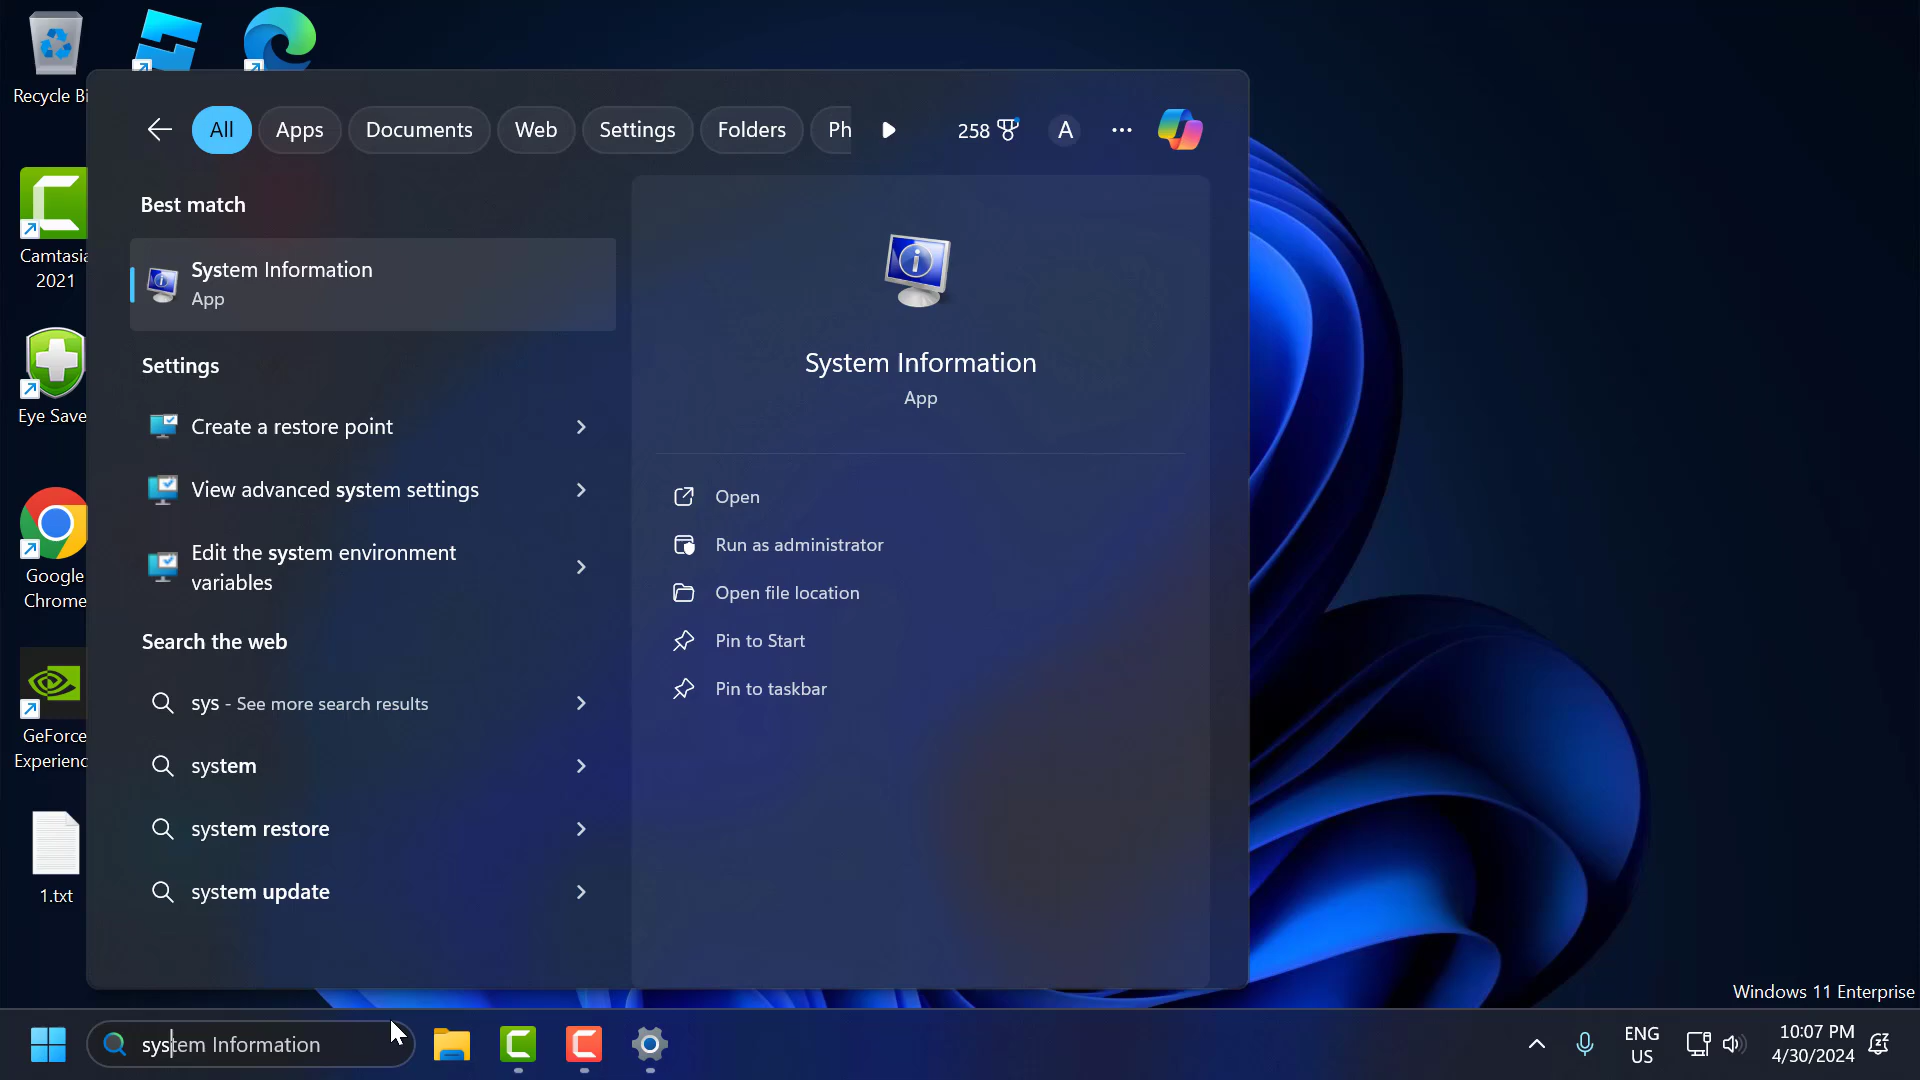 Recycle Bi
All
Apps
Documents
Web
Settings
Folders
Ph
258
A
Best match
System Information
App
Settings
Create a restore point
View advanced system settings
Edit the system environment
variables
Search the web
sys - See more search results
system
system restore
system update
System Information
App
Open
Run as administrator
Open file location
Pin to Start
Pin to taskbar
Camtasia
2021
Eye Save
Google
Chrome
GeForce
Experienc
1.txt
Windows 11 Enterprise
system Information
ENG
US
10:07 PM
4/30/2024